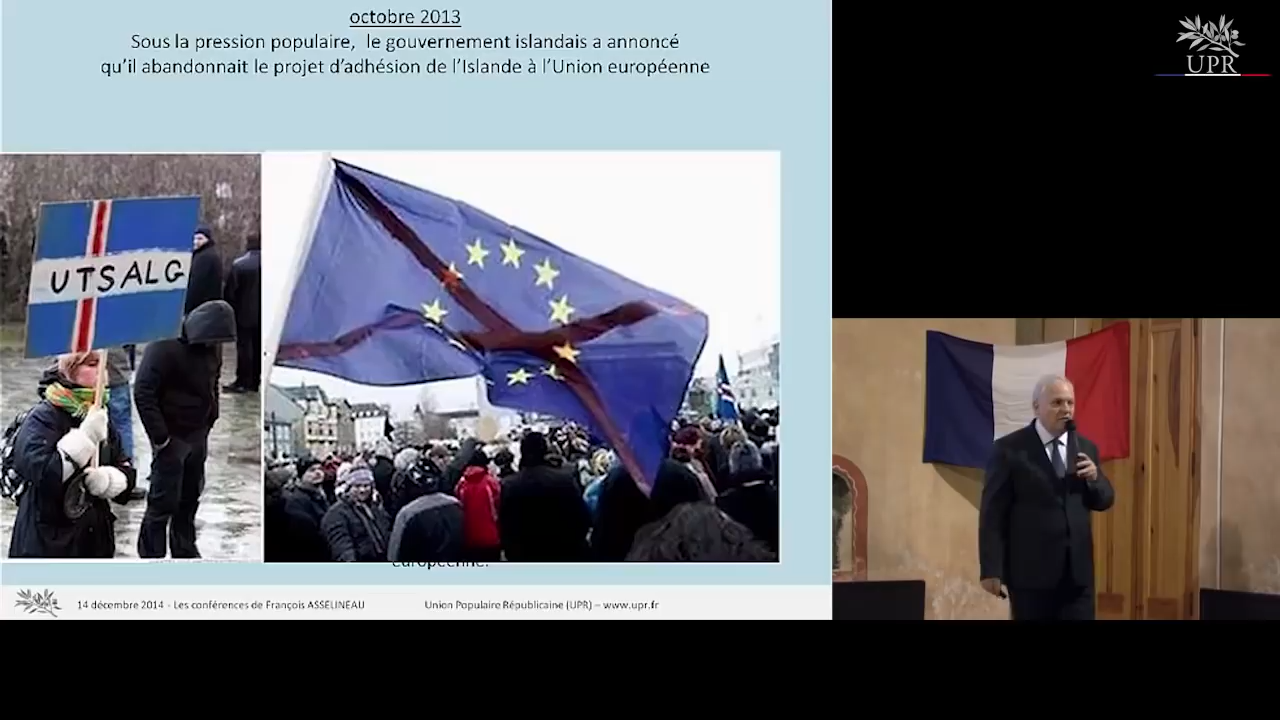 octobre 2013
Sous la pression populaire, le gouvernement islandais a annoncé
qu'il abandonnait le projet d'adhésion de l'Islande à l'Union européenne
UTSALG
européenne.
14 décembre 2014 - Les conférences de François ASSELINEAU
Union Populaire Républicaine (UPR) – www.upr.fr
UPR